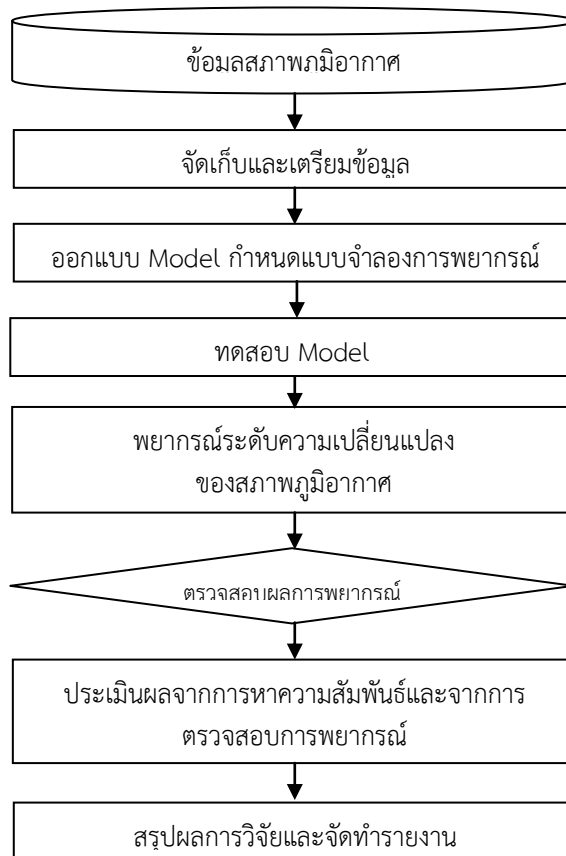 ข้อมูลสภาพภูมิอากาศ
จัดเก็บและเตรียมข้อมูล
ออกแบบ Model กำหนดแบบจำลองการพยากรณ์
ทดสอบ Model
พยากรณ์ระดับความเปลี่ยนแปลง
ของสภาพภูมิอากาศ
ตรวจสอบผลการพยากรณ์
ประเมินผลจากการหาความสัมพันธ์และจากการ
ตรวจสอบการพยากรณ์
สรุปผลการวิจัยและจัดทำรายงาน